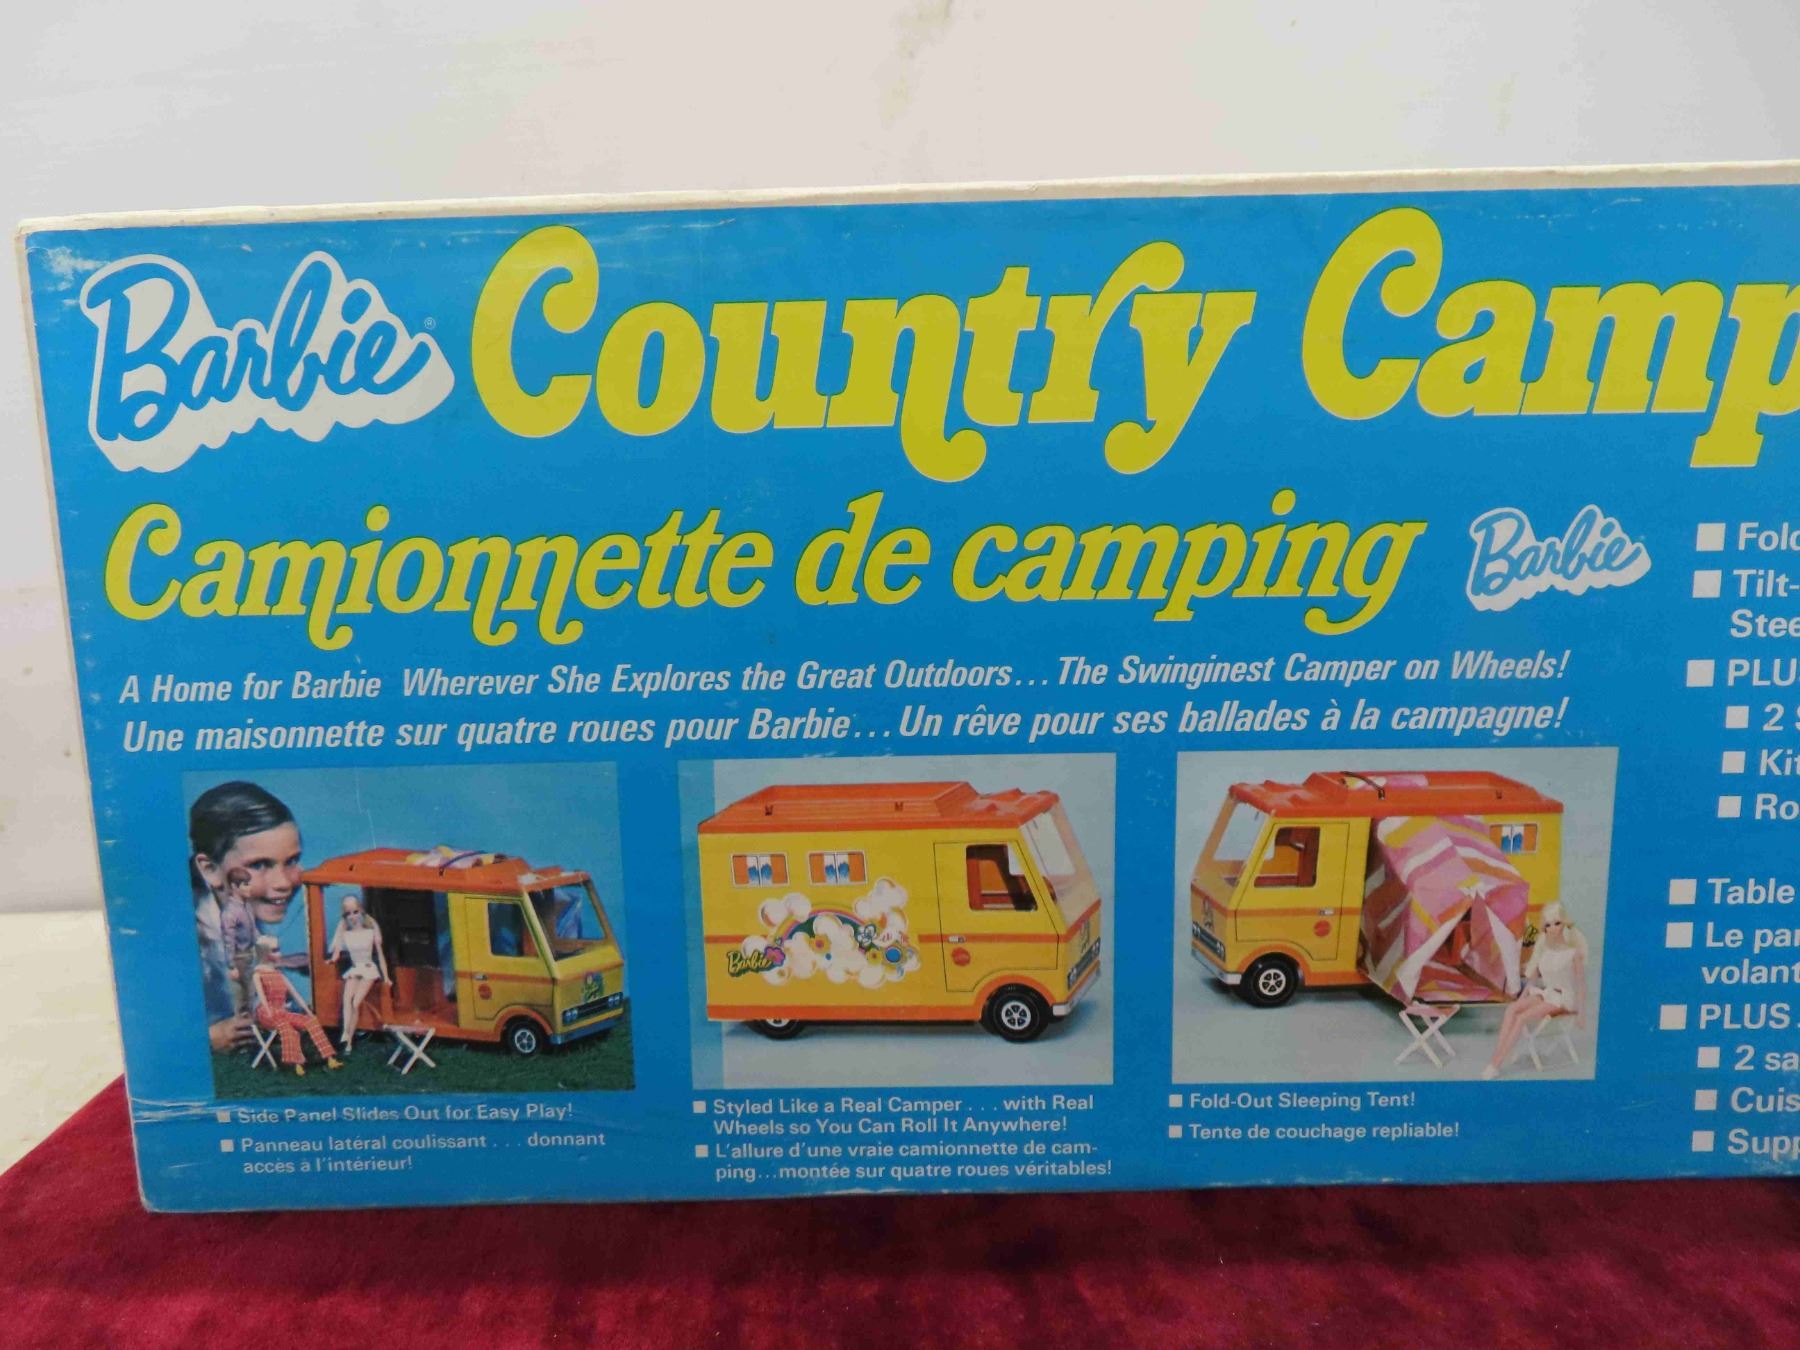 Barbie® Country Camp
Camionnette de camping Barbie
A Home for Barbie Wherever She Explores the Great Outdoors... The Swinginest Camper on Wheels!
Une maisonnette sur quatre roues pour Barbie... Un rêve pour ses ballades à la campagne!
Barbie
■ Side Panel Slides Out for Easy Play!
■ Panneau latéral coulissant . . . donnant
accès à l'intérieur!
■ Styled Like a Real Camper . . . with Real
Wheels so You Can Roll It Anywhere!
■ L'allure d'une vraie camionnette de cam-
ping...montée sur quatre roues véritables!
■ Fold-Out Sleeping Tent!
■ Tente de couchage repliable!
■ Fold
■ Tilt-
Stee
■ PLU
■ 2 S
■ Kit
■ Ro
■ Table
■ Le pan
volant
■ PLUS.
■ 2 sa
■ Cuis
■ Supp